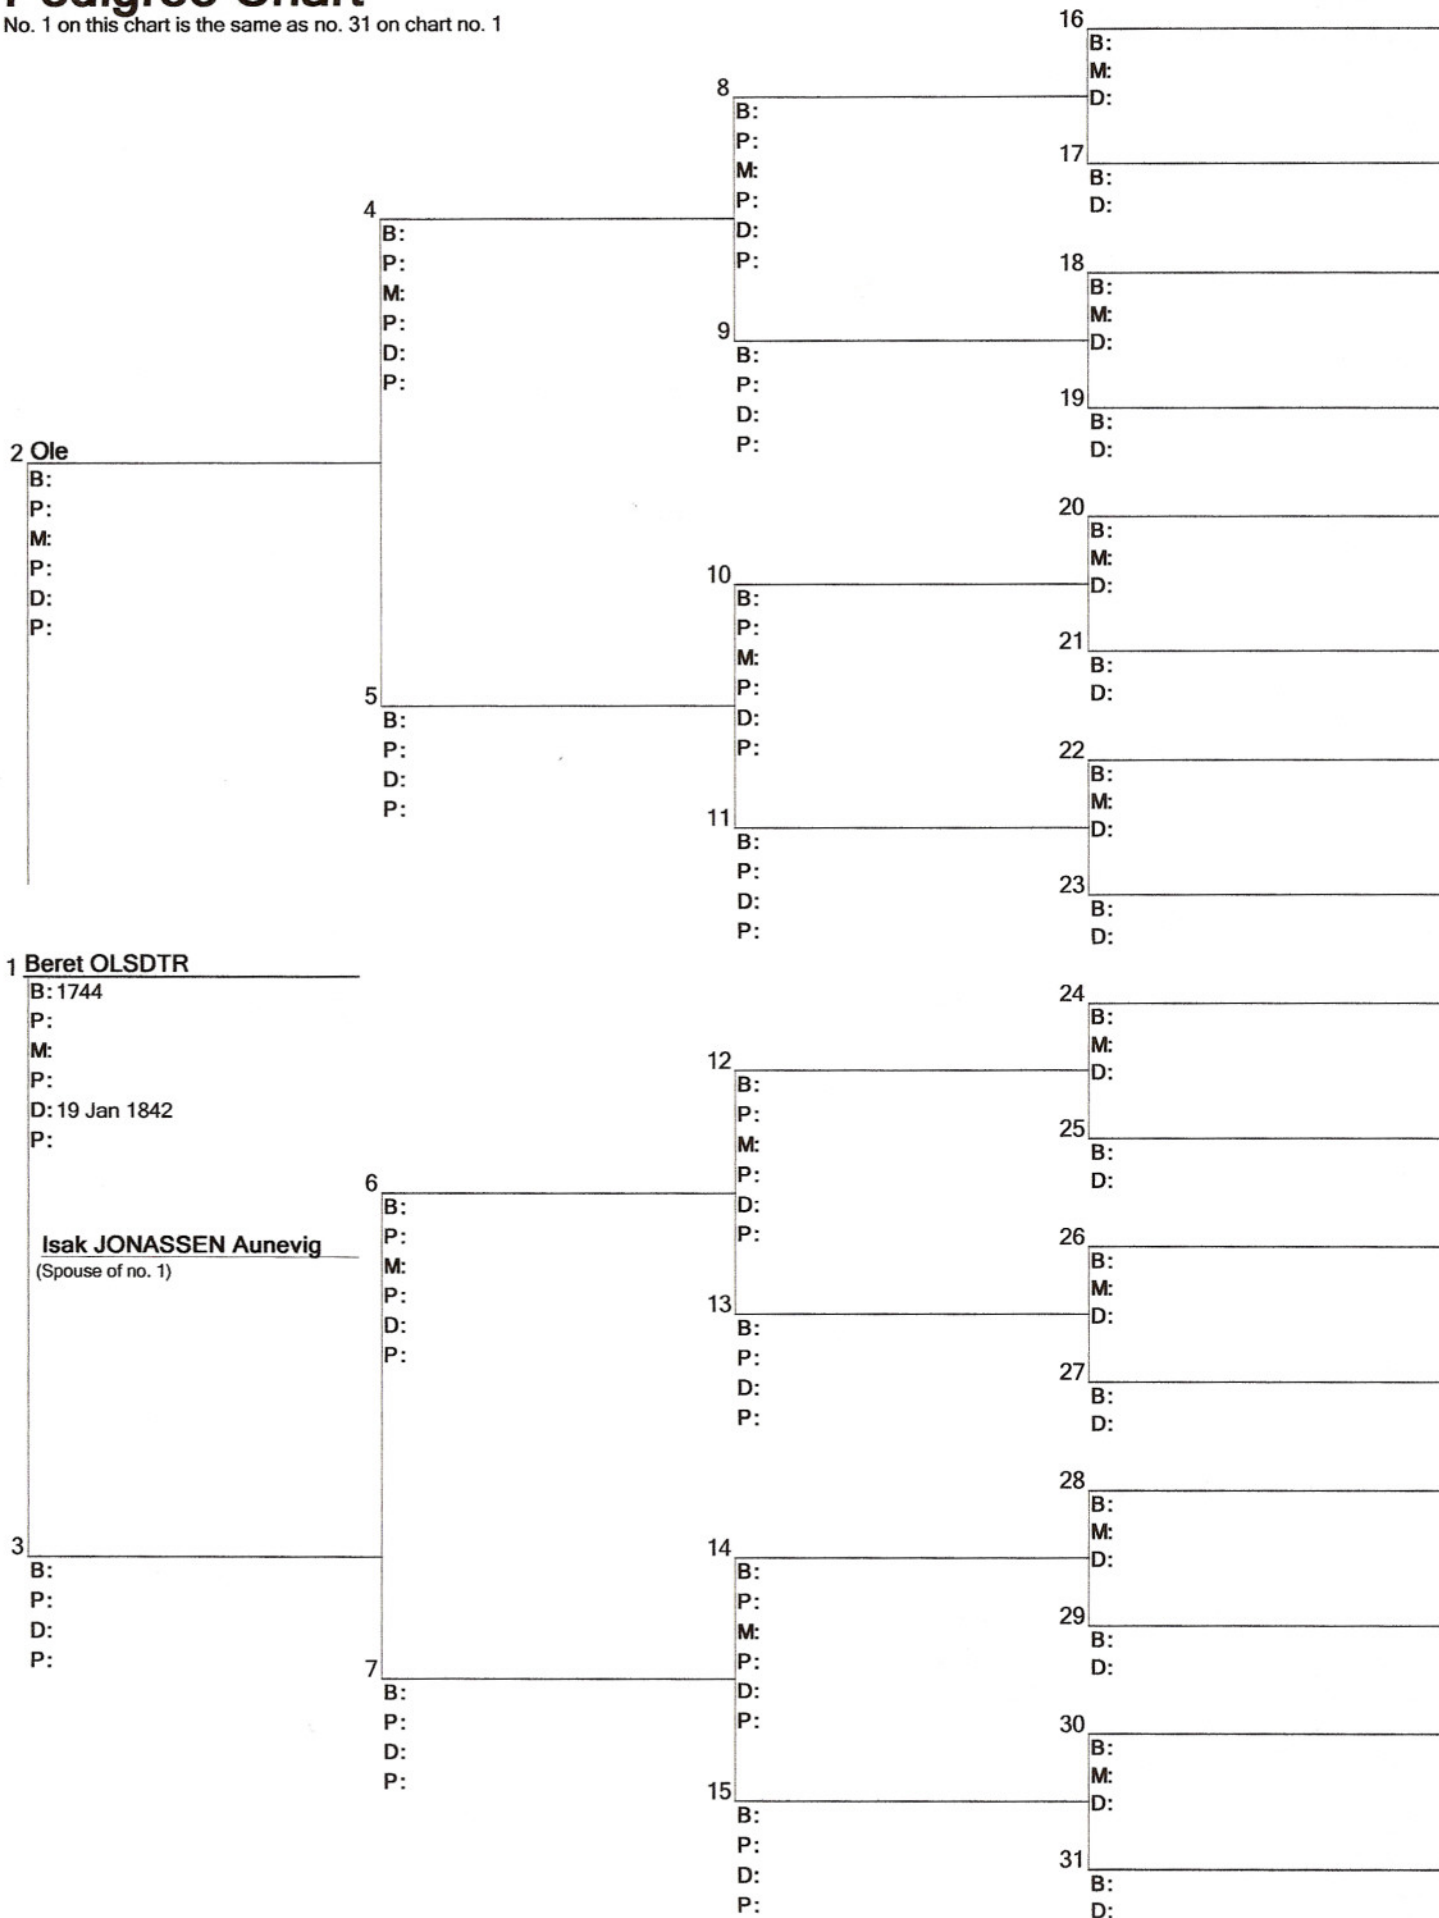 Pedigree Chart
No. 1 on this chart is the same as no. 31 on chart no. 1
2 Ole
B:
P:
M:
P:
D:
P:
1 Beret OLSDTR
B: 1744
P:
M:
P:
D: 19 Jan 1842
P:
Isak JONASSEN Aunevig
(Spouse of no. 1)
3
B:
P:
D:
P:
4
B:
P:
M:
P:
D:
P:
5
B:
P:
D:
P:
6
B:
P:
M:
P:
D:
P:
7
B:
P:
D:
P:
8
B:
P:
M:
P:
D:
P:
9
B:
P:
D:
P:
10
B:
P:
M:
P:
D:
P:
11
B:
P:
D:
P:
12
B:
P:
M:
P:
D:
P:
13
B:
P:
D:
P:
14
B:
P:
M:
P:
D:
P:
15
B:
P:
D:
P:
16
B:
M:
D:
17
B:
D:
18
B:
M:
D:
19
B:
D:
20
B:
M:
D:
21
B:
D:
22
B:
M:
D:
23
B:
D:
24
B:
M:
D:
25
B:
D:
26
B:
M:
D:
27
B:
D:
28
B:
M:
D:
29
B:
D:
30
B:
M:
D:
31
B:
D: